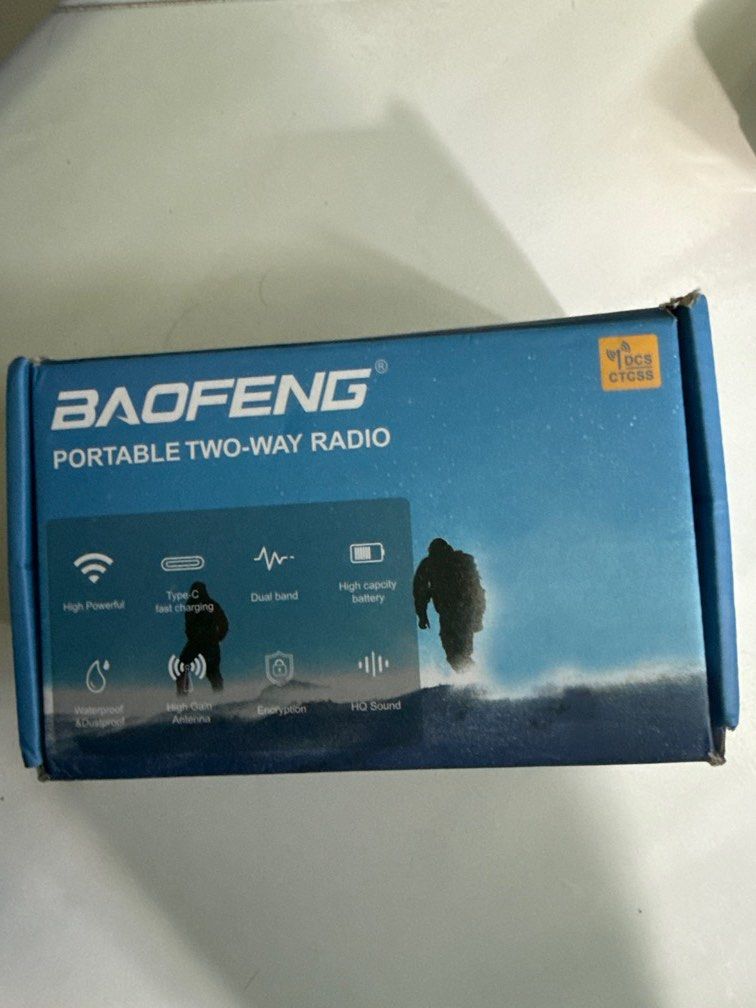 BAOFENG®
PORTABLE TWO-WAY RADIO
DCS
CTCSS
High Powerful
Type-C
fast charging
Dual band
High capcity
battery
Waterproof
&Dustproof
High Gain
Antenna
Encryption
HQ Sound